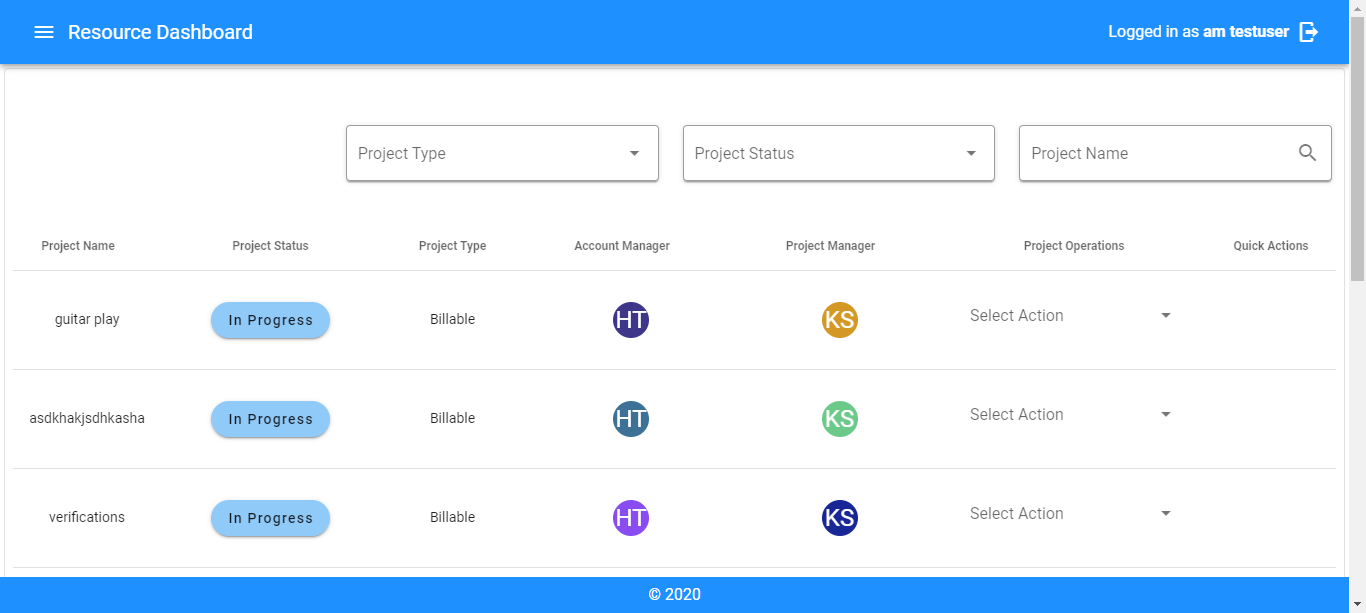 Resource Dashboard
Logged in as am testuser
Project Type
Project Status
Project Name
Project Name Project Status Project Type Account Manager Project Manager Project Operations Quick Actions
guitar play In Progress Billable HT KS Select Action
asdkhakjsdhkasha In Progress Billable HT KS Select Action
verifications In Progress Billable HT KS Select Action
© 2020